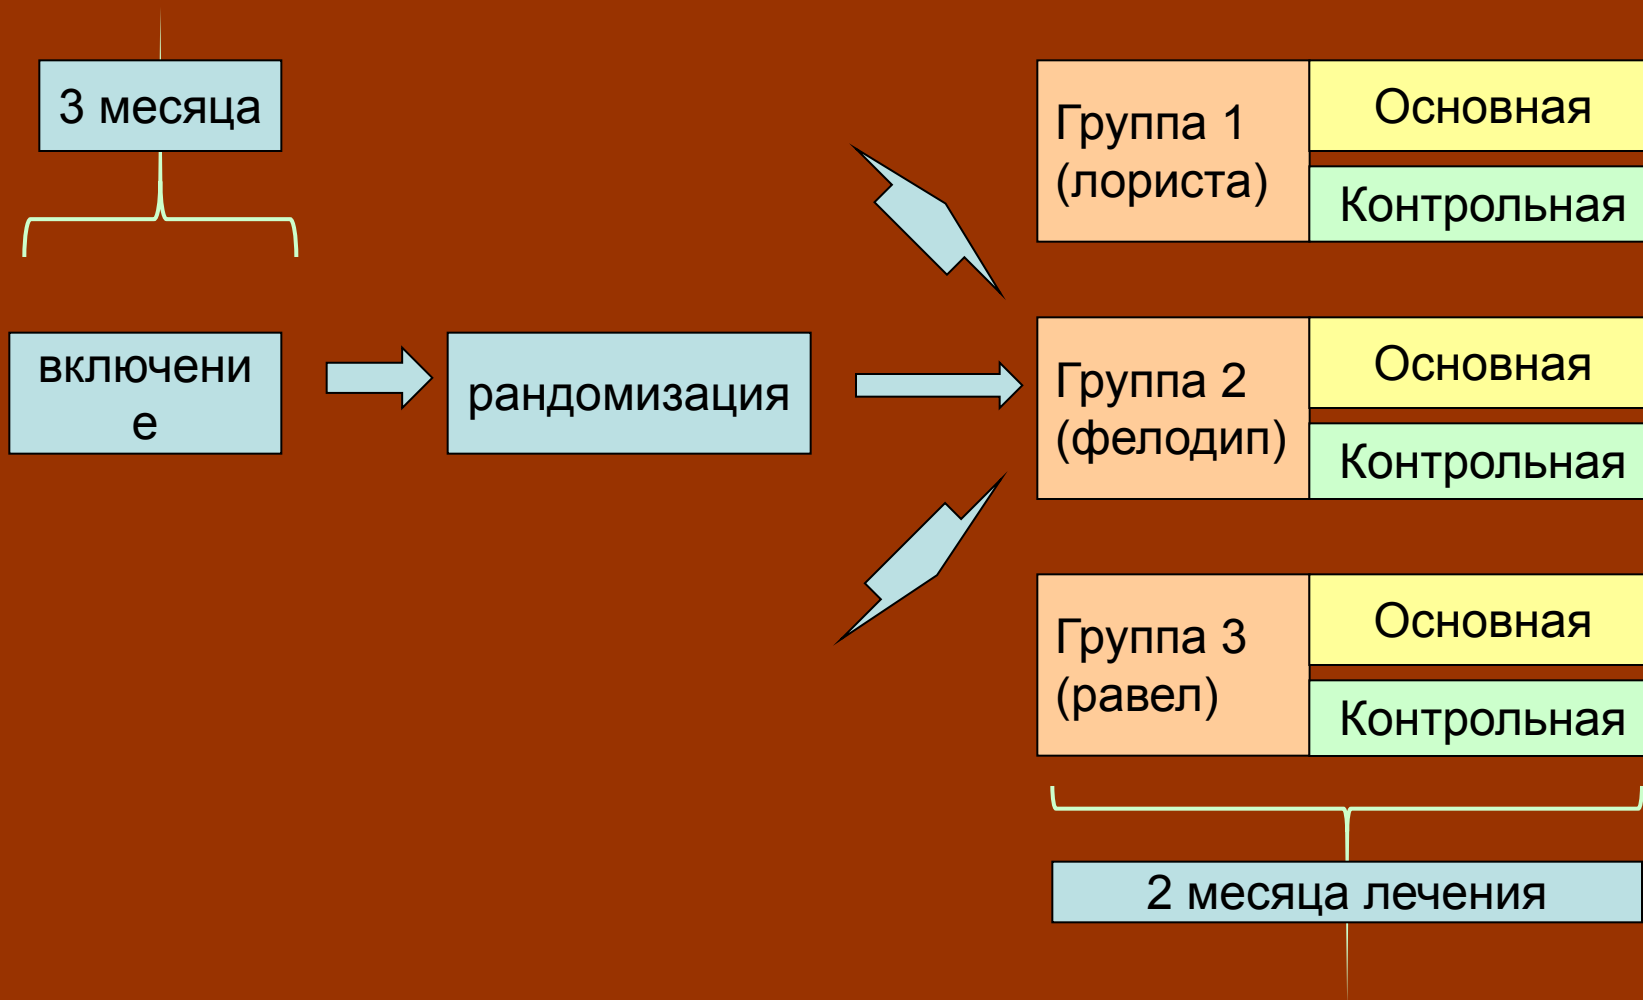 3 месяца
включени
е
рандомизация
Группа 1
(лориста)
Основная
Контрольная
Группа 2
(фелодип)
Основная
Контрольная
Группа 3
(равел)
Основная
Контрольная
2 месяца лечения